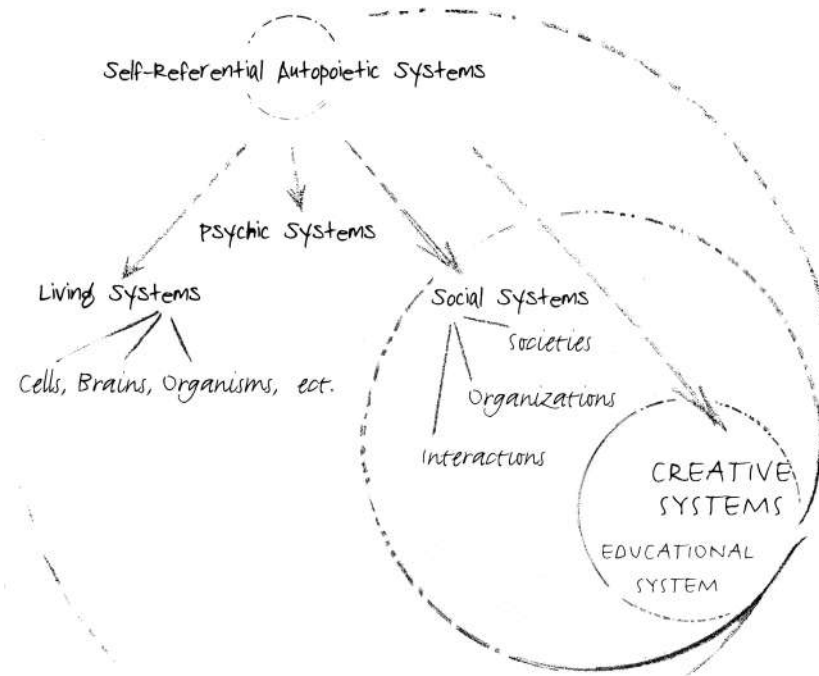 Self-Referential Autopoietic Systems
Psychic Systems
Living Systems
Social Systems
Societies
Cells, Brains, Organisms, ect.
Organizations
Interactions
CREATIVE
SYSTEMS
EDUCATIONAL
SYSTEM